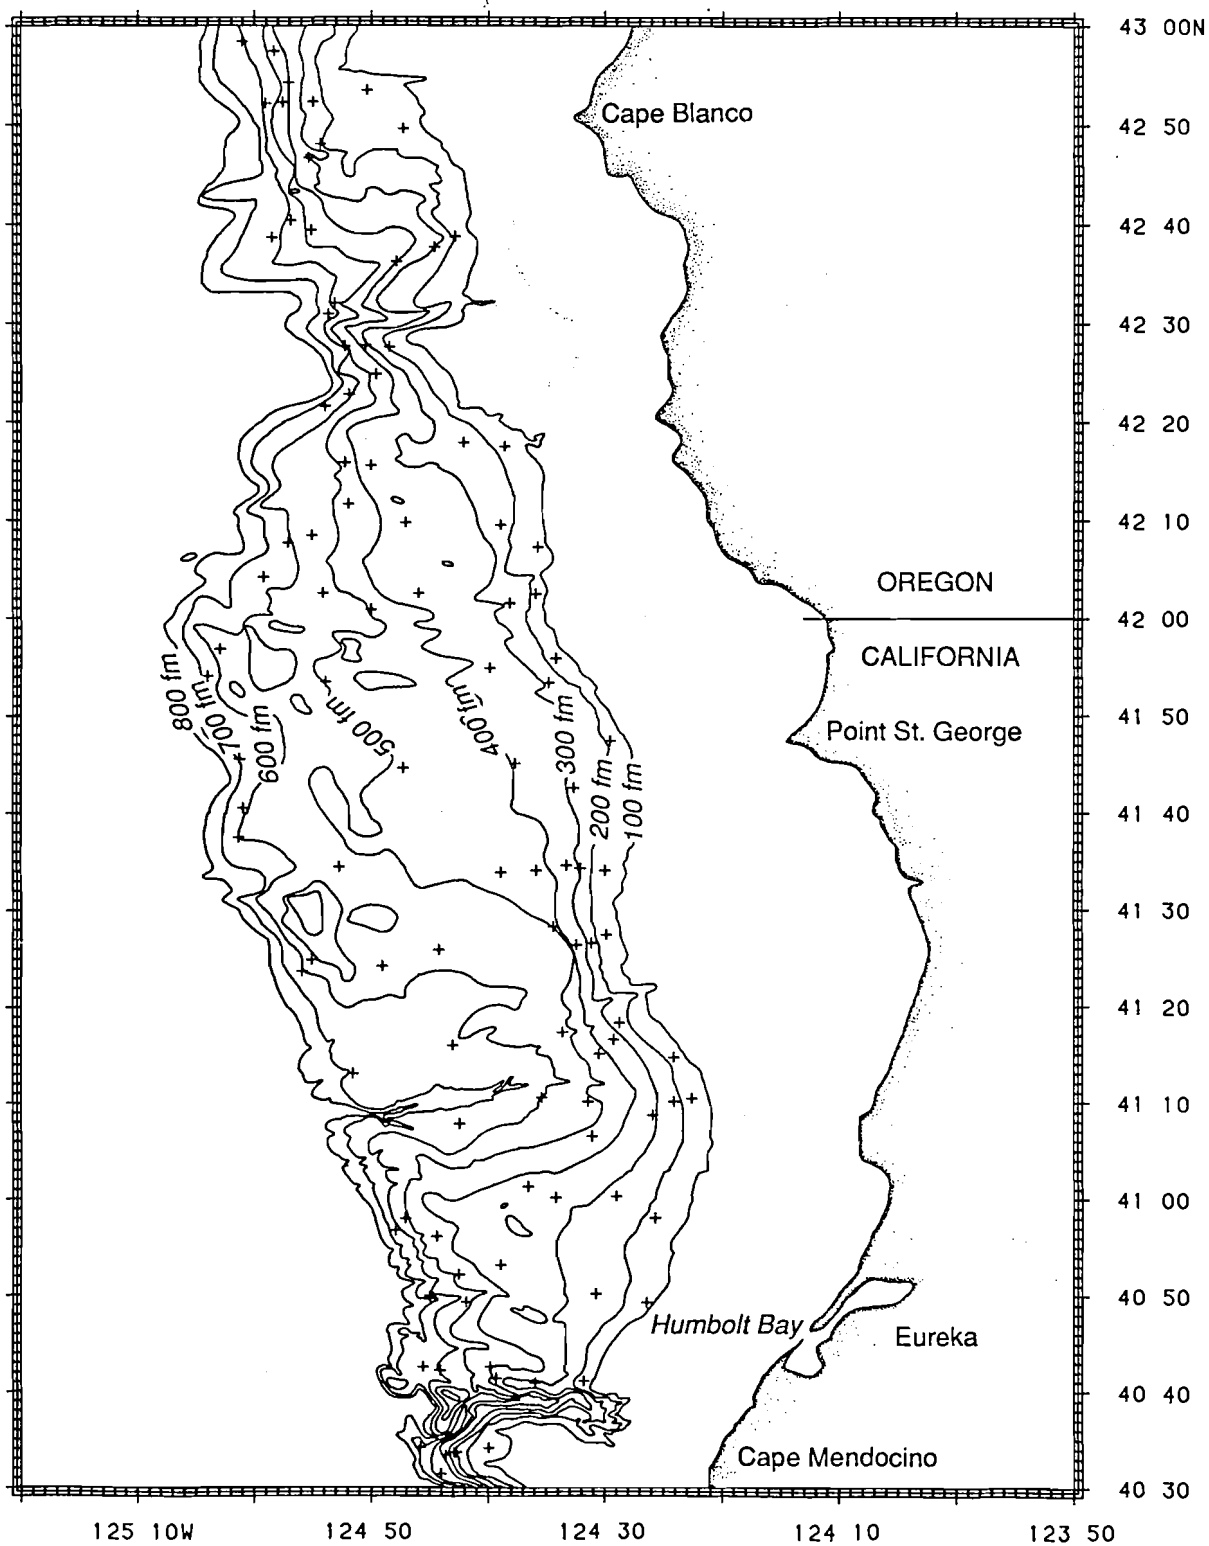 43 00N
Cape Blanco
42 50
42 40
42 30
42 20
42 10
OREGON
42 00
CALIFORNIA
800 fm
700 fm
600 fm
500 fm
400 fm
300 fm
200 fm
100 fm
41 50
Point St. George
41 40
41 30
41 20
41 10
41 00
40 50
Humbolt Bay
Eureka
40 40
Cape Mendocino
40 30
125 10W
124 50
124 30
124 10
123 50